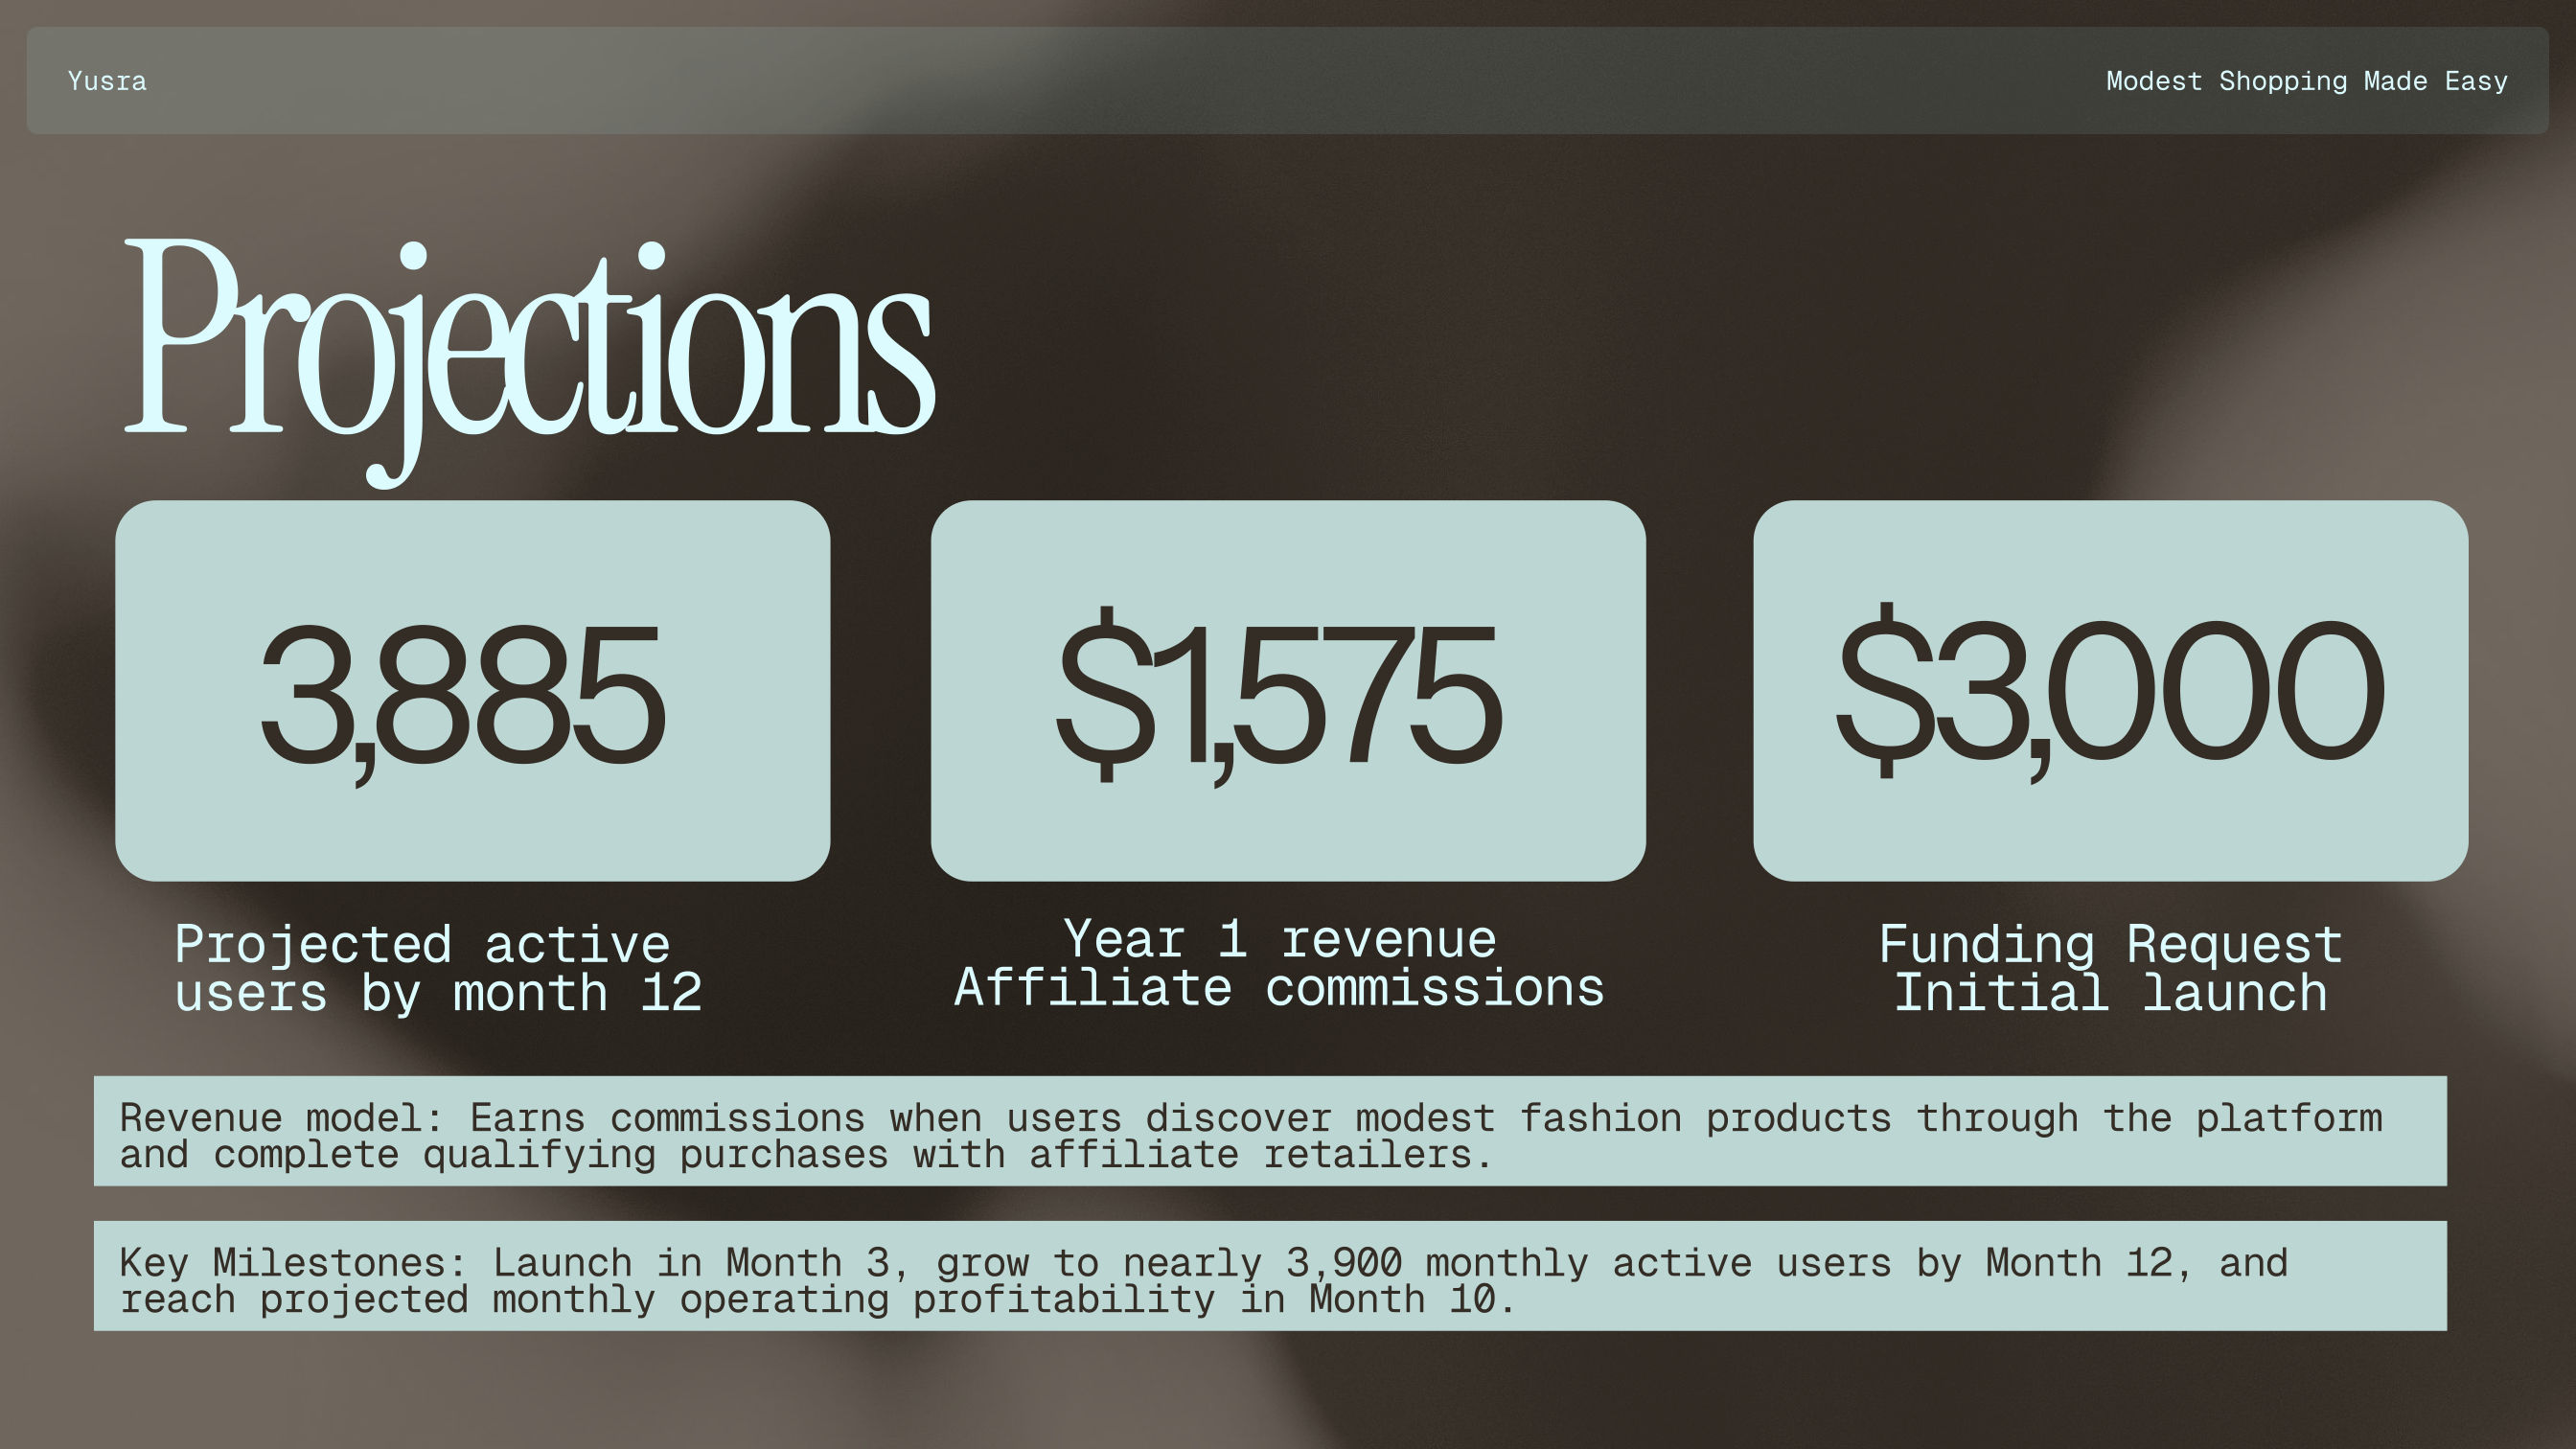 Yusra
Modest Shopping Made Easy
Projections
3,885
$1,575
$3,000
Projected active
users by month 12
Year 1 revenue
Affiliate commissions
Funding Request
Initial launch
Revenue model: Earns commissions when users discover modest fashion products through the platform
and complete qualifying purchases with affiliate retailers.
Key Milestones: Launch in Month 3, grow to nearly 3,900 monthly active users by Month 12, and
reach projected monthly operating profitability in Month 10.